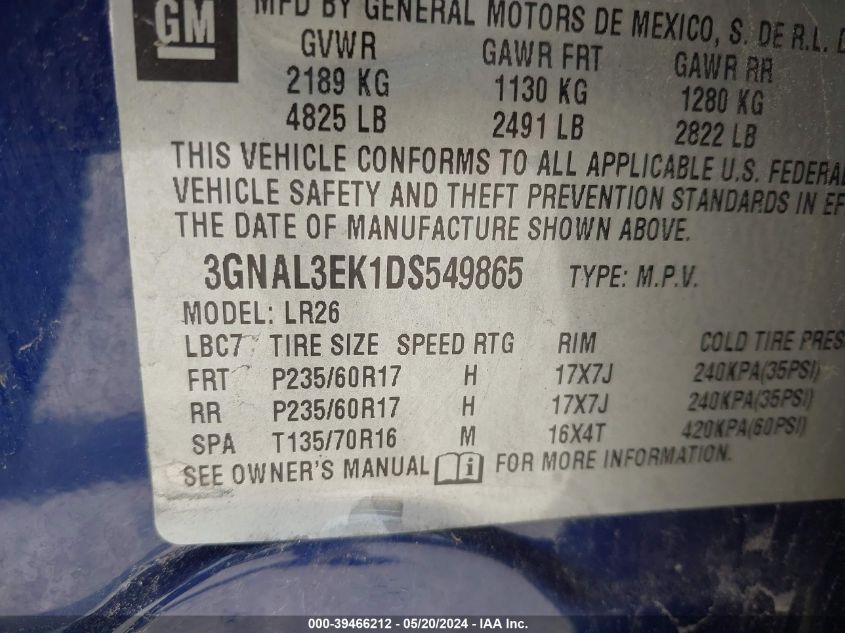 GM
MFD BY GENERAL MOTORS DE MEXICO, S. DE R.L.
GVWR GAWR FRT GAWR RR
2189 KG 1130 KG 1280 KG
4825 LB 2491 LB 2822 LB
THIS VEHICLE CONFORMS TO ALL APPLICABLE U.S. FEDERAL
VEHICLE SAFETY AND THEFT PREVENTION STANDARDS IN EF
THE DATE OF MANUFACTURE SHOWN ABOVE.
3GNAL3EK1DS549865 TYPE: M.P.V.
MODEL: LR26
LBC7 TIRE SIZE SPEED RTG RIM COLD TIRE PRES
FRT P235/60R17 H 17X7J 240KPA(35PSI)
RR P235/60R17 H 17X7J 240KPA(35PSI)
SPA T135/70R16 M 16X4T 420KPA(60PSI)
SEE OWNER'S MANUAL i FOR MORE INFORMATION.
000-39466212 - 05/20/2024 - IAA Inc.